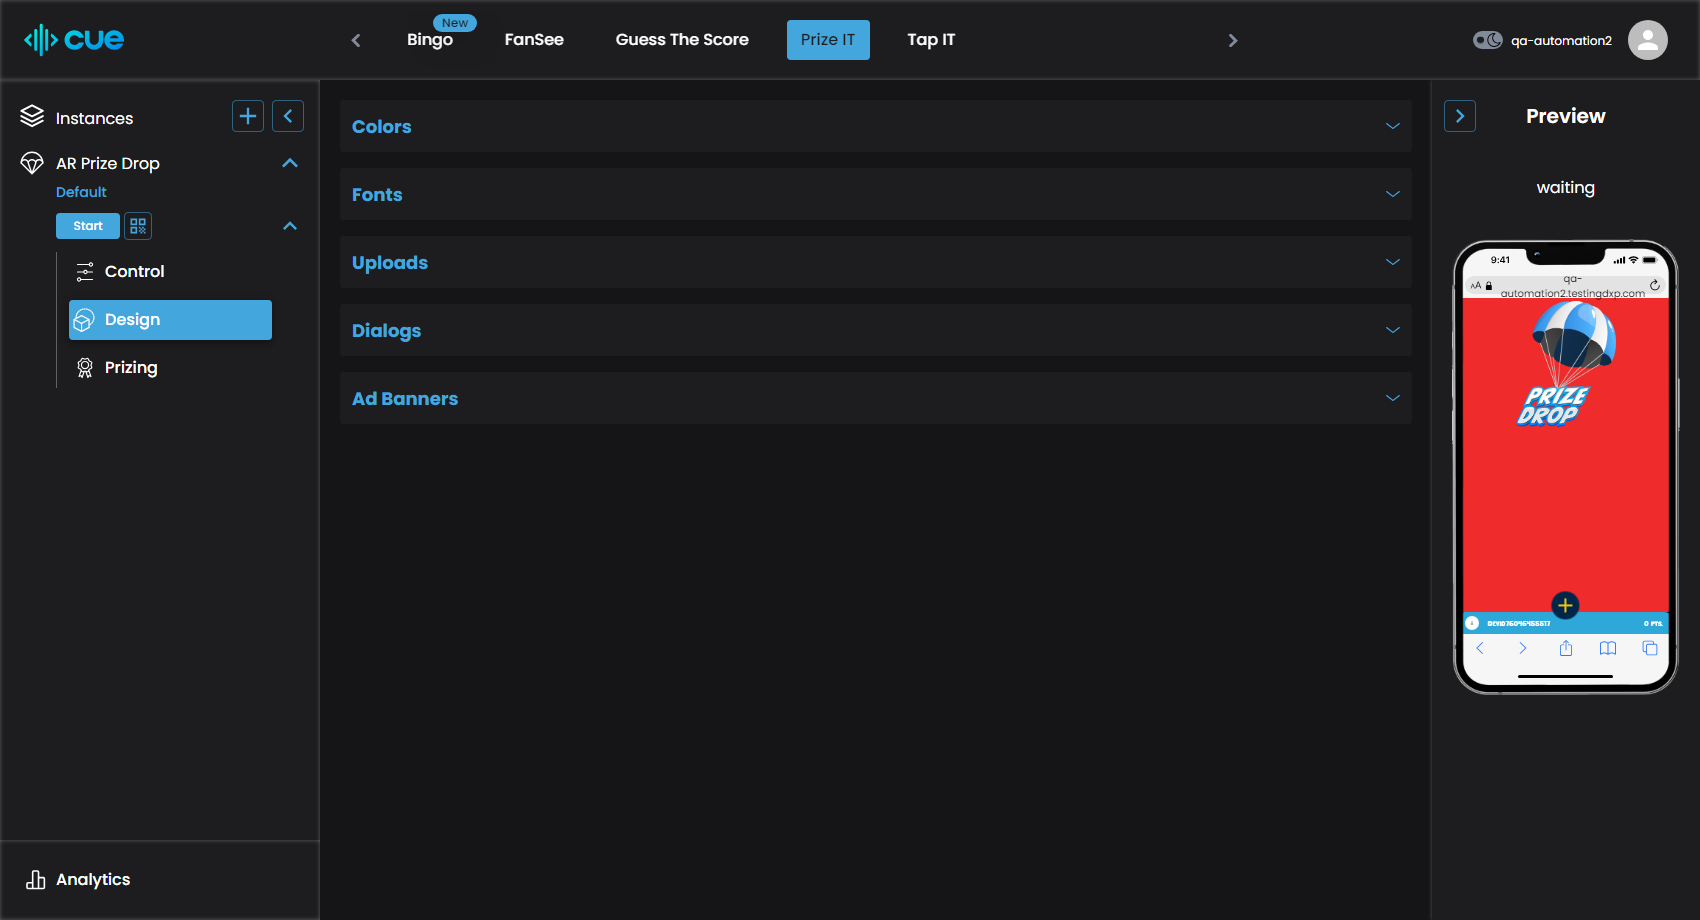 cue
New
Bingo
FanSee
Guess The Score
Prize IT
Tap IT
qa-automation2
Instances
AR Prize Drop
Default
Start
Control
Design
Prizing
Analytics
Colors
Fonts
Uploads
Dialogs
Ad Banners
Preview
waiting
9:41
AA
qa-
automation2.testingdxp.com
PRIZE
DROP
0 PTS.